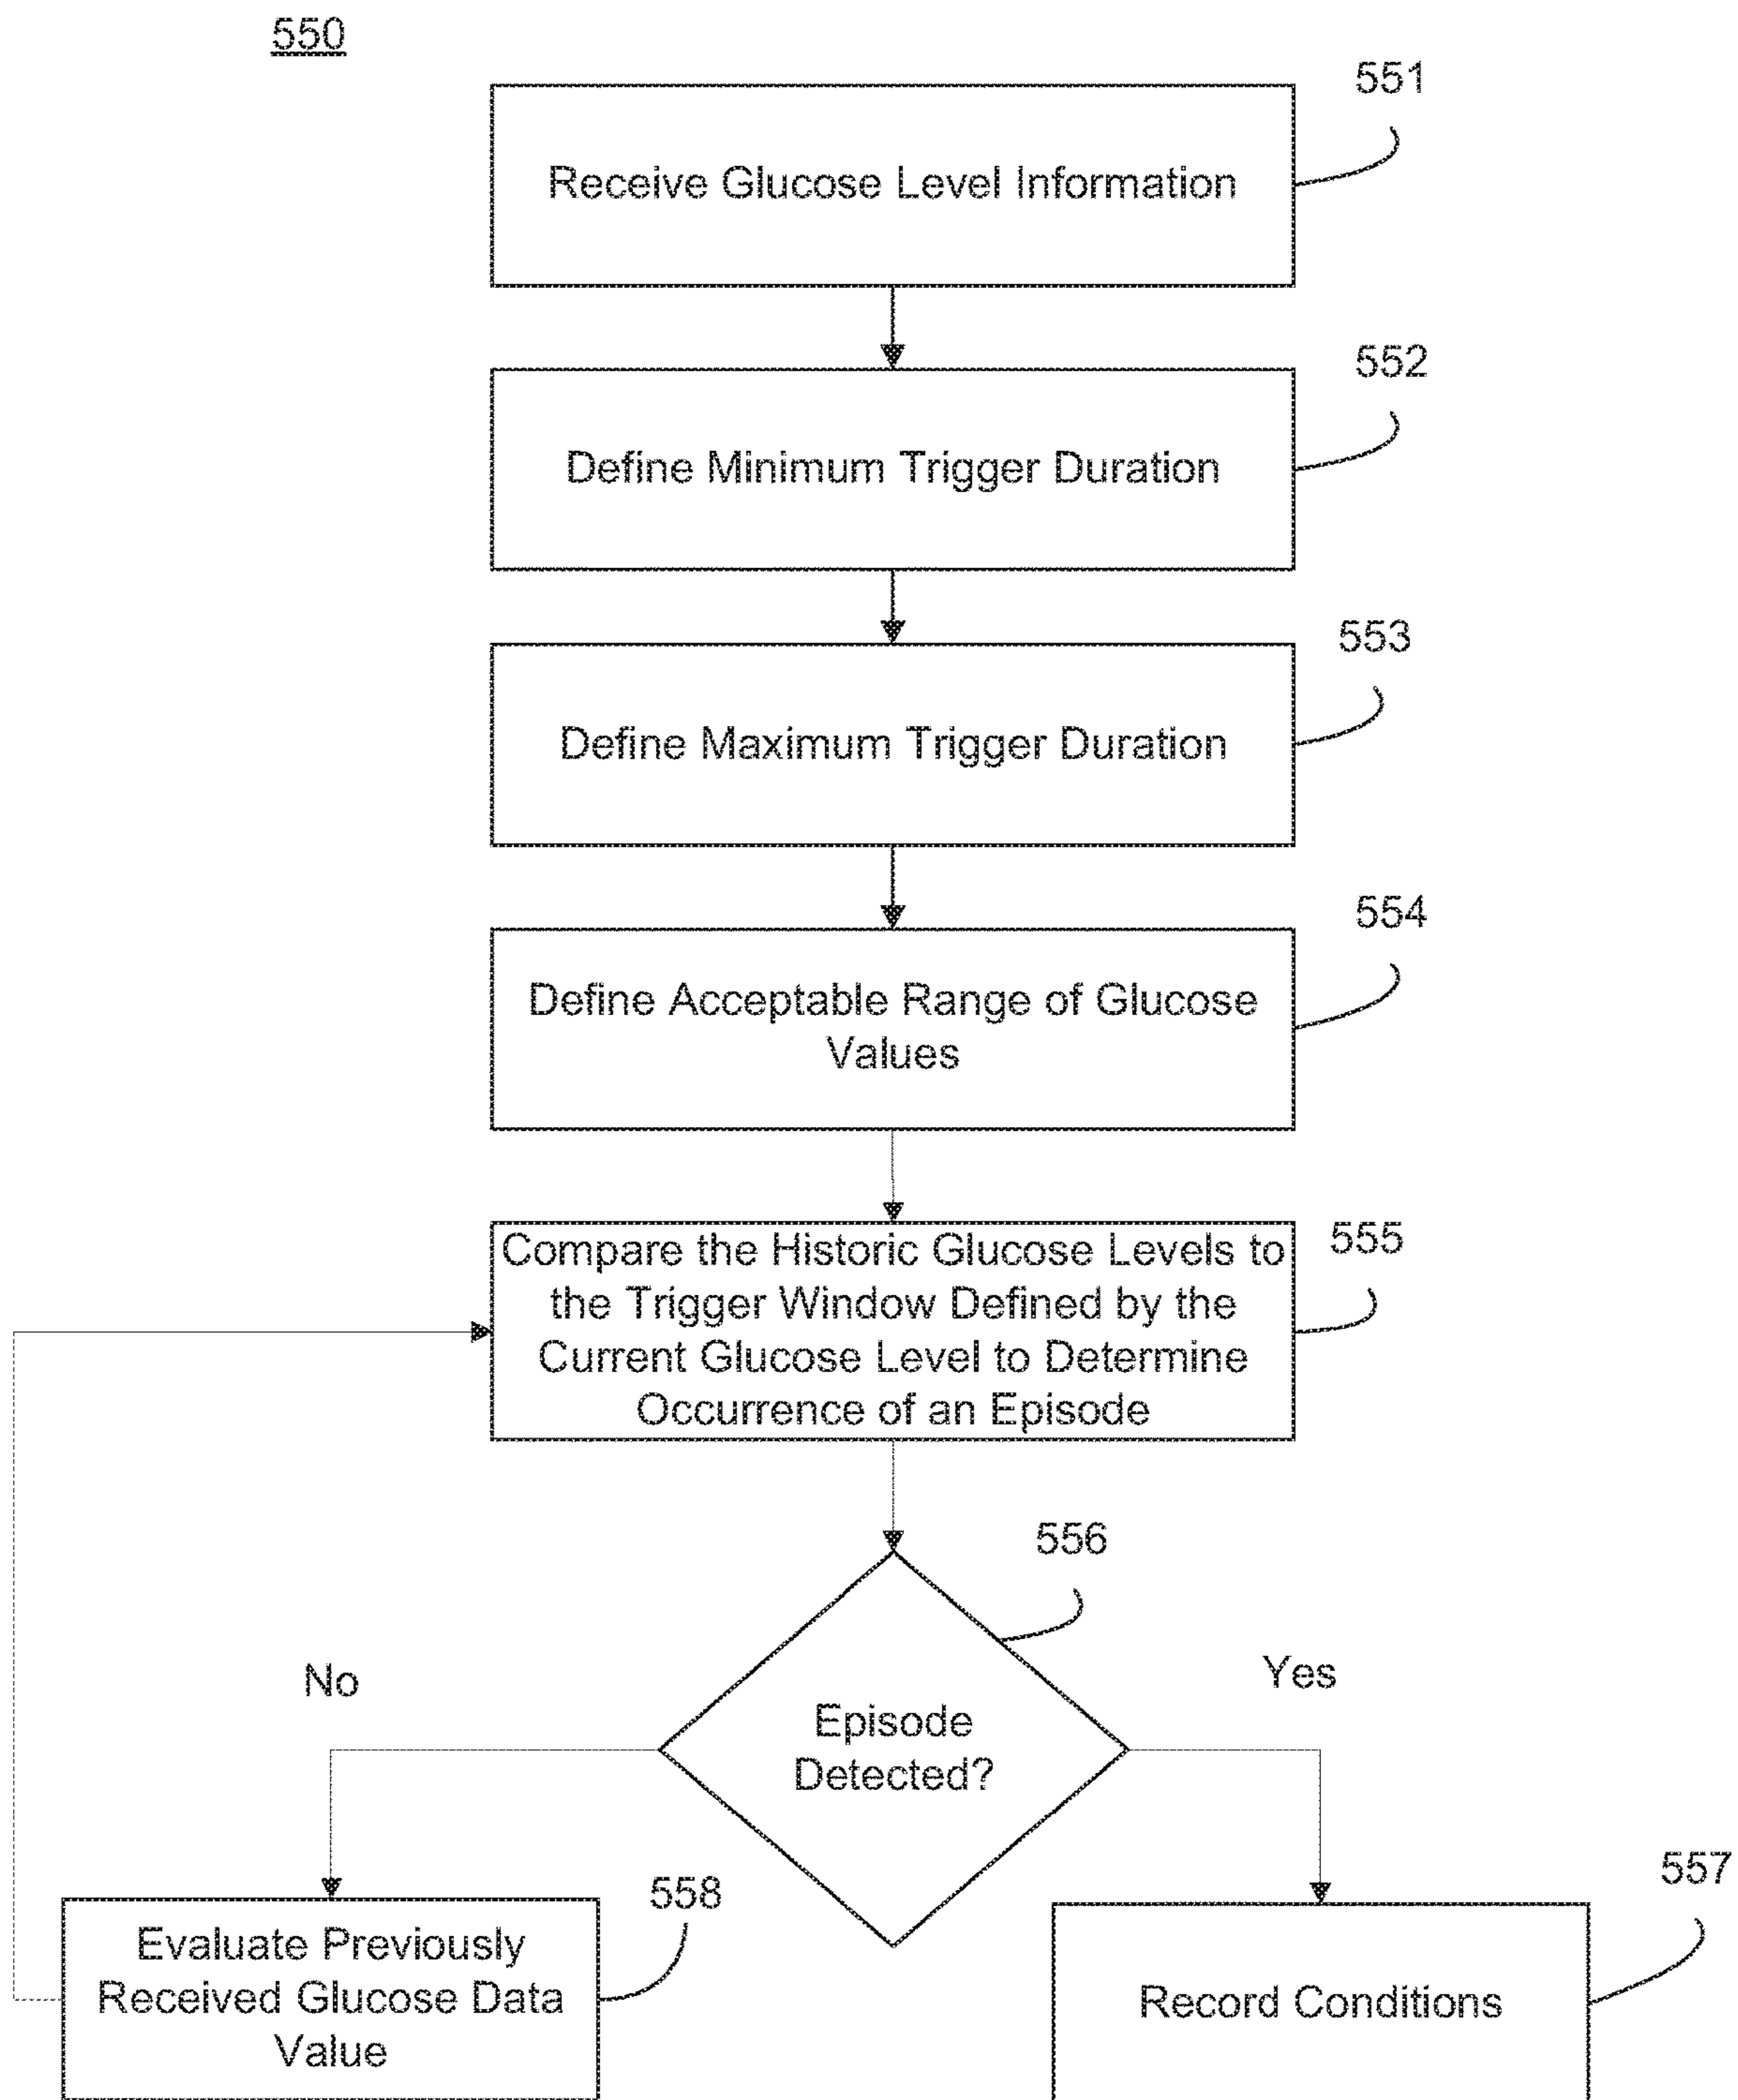 550
551
Receive Glucose Level Information
552
Define Minimum Trigger Duration
553
Define Maximum Trigger Duration
554
Define Acceptable Range of Glucose
Values
555
Compare the Historic Glucose Levels to
the Trigger Window Defined by the
Current Glucose Level to Determine
Occurrence of an Episode
556
No
Yes
Episode
Detected?
558
557
Evaluate Previously
Received Glucose Data
Value
Record Conditions